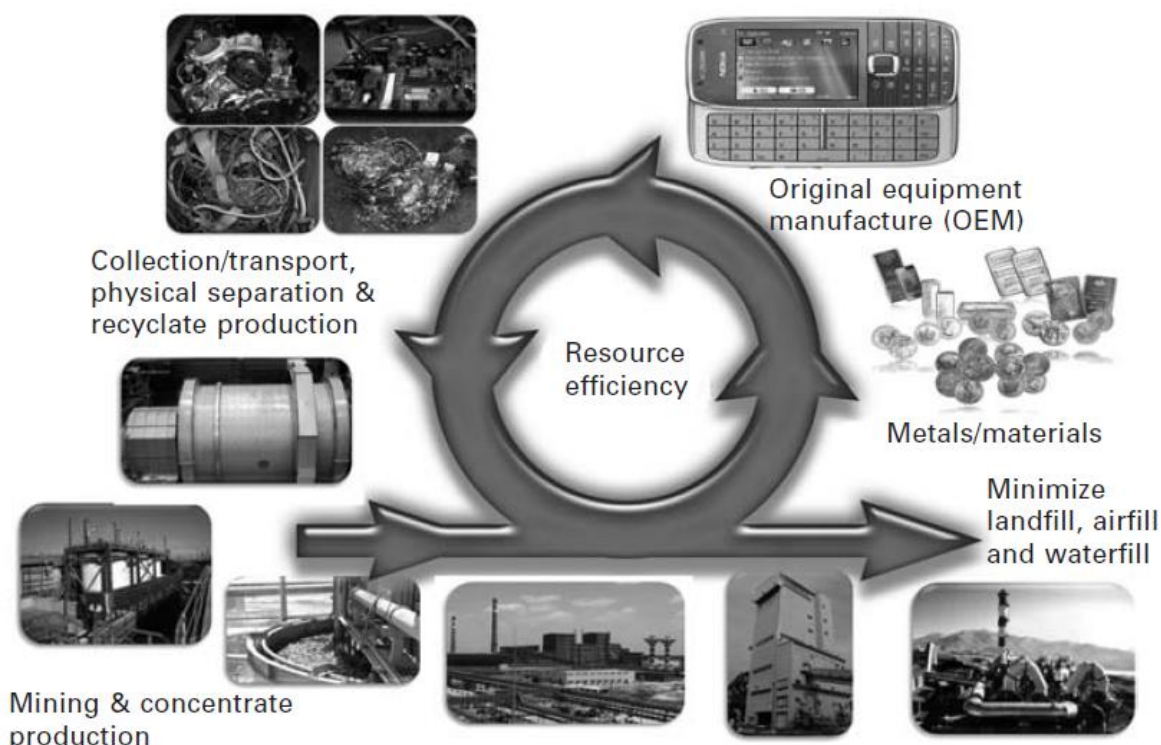 NOKIA
Original equipment
manufacture (OEM)
Collection/transport,
physical separation &
recyclate production
Resource
efficiency
Metals/materials
Minimize
landfill, airfill
and waterfill
Mining & concentrate
production